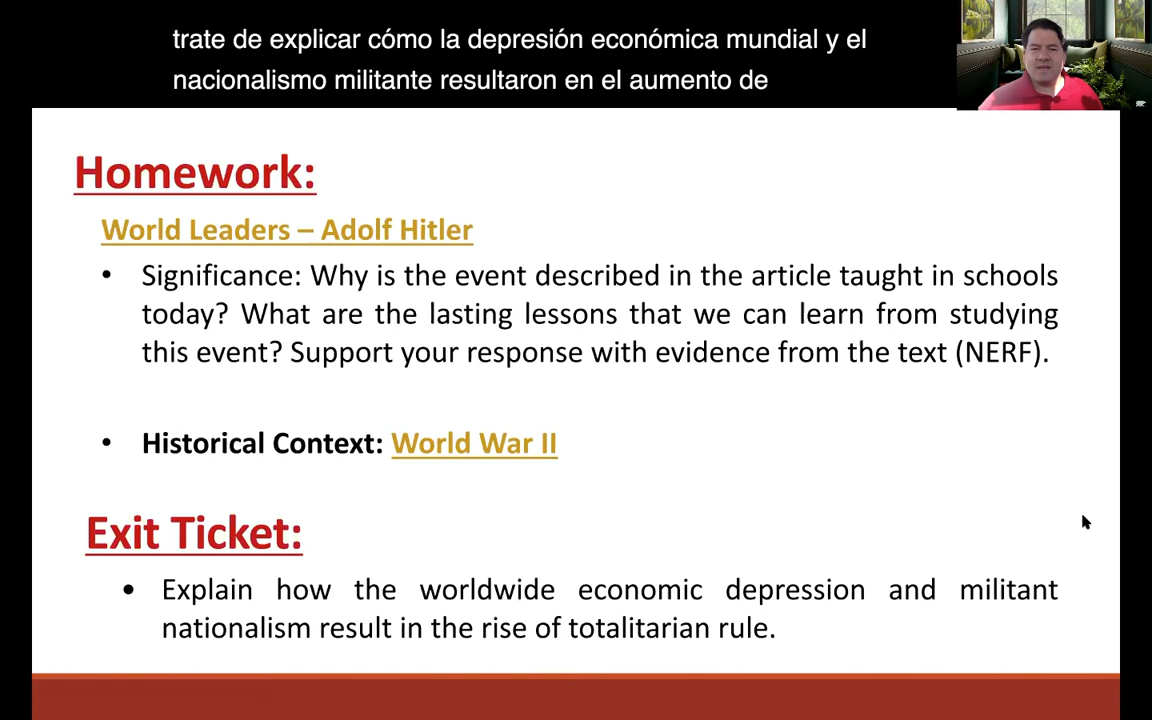 trate de explicar cómo la depresión económica mundial y el
nacionalismo militante resultaron en el aumento de
Homework:
World Leaders – Adolf Hitler
• Significance: Why is the event described in the article taught in schools
today? What are the lasting lessons that we can learn from studying
this event? Support your response with evidence from the text (NERF).
• Historical Context: World War II
Exit Ticket:
• Explain how the worldwide economic depression and militant
nationalism result in the rise of totalitarian rule.